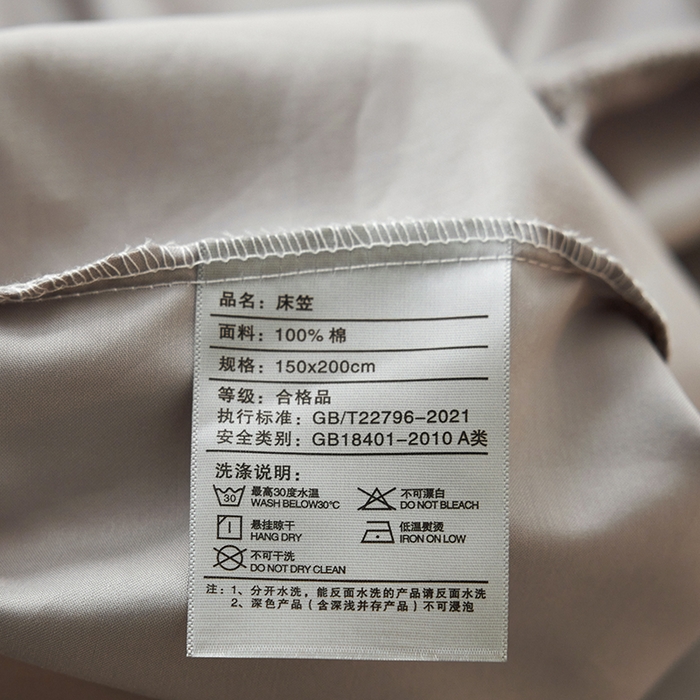 品名：床笠
面料：100% 棉
规格：150x200cm
等级：合格品
执行标准：GB/T22796-2021
安全类别：GB18401-2010 A类
洗涤说明：
30 最高30度水温 不可漂白
WASH BELOW30℃ DO NOT BLEACH
悬挂晾干 低温熨烫
HANG DRY IRON ON LOW
不可干洗
DO NOT DRY CLEAN
注：1、分开水洗，能反面水洗的产品请反面水洗
2、深色产品（含深浅并存产品）不可浸泡